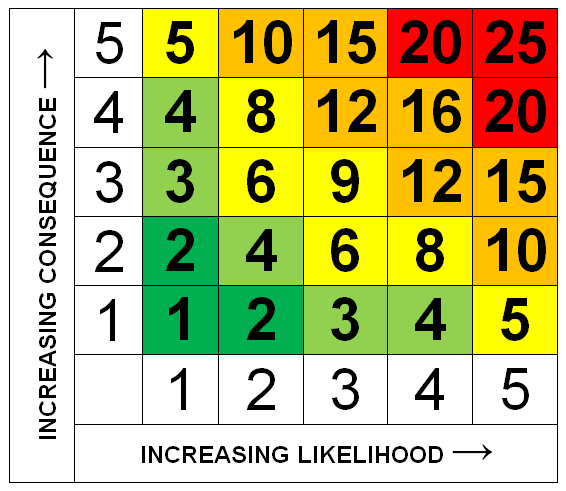 INCREASING CONSEQUENCE →
5 5 10 15 20 25
4 4 8 12 16 20
3 3 6 9 12 15
2 2 4 6 8 10
1 1 2 3 4 5
1 2 3 4 5
INCREASING LIKELIHOOD →